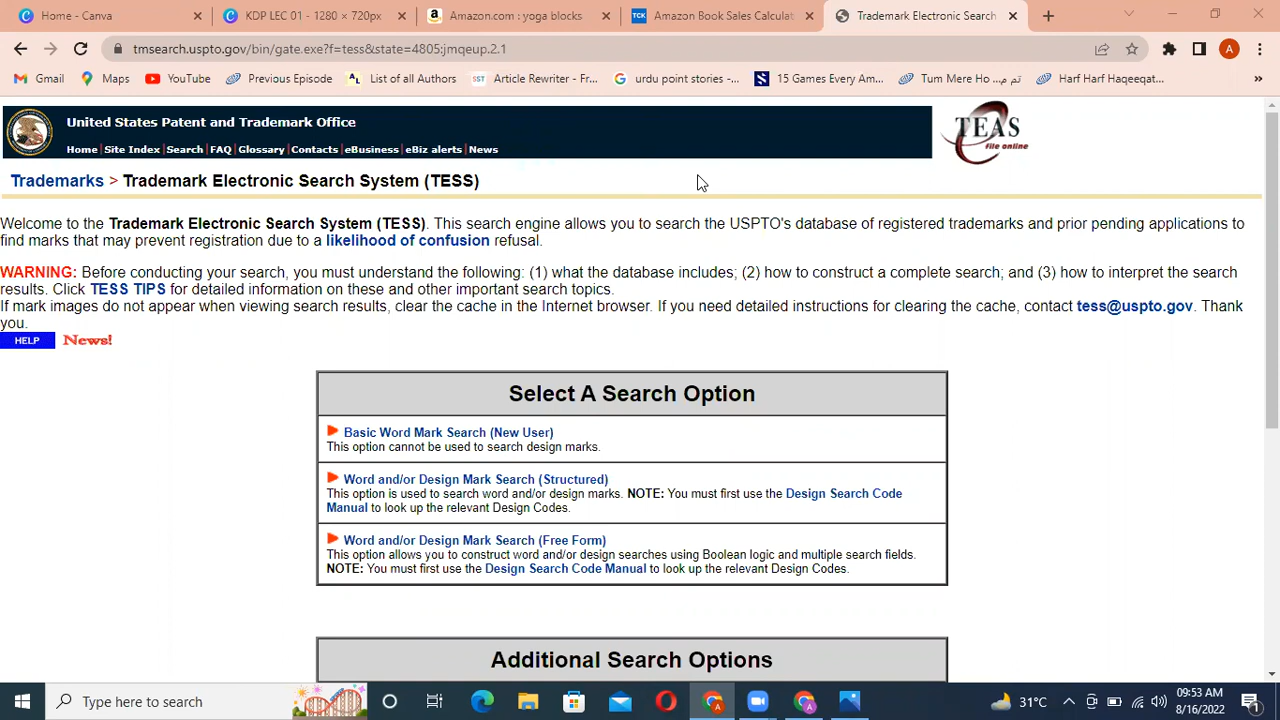 Home - Canva
KDP LEC 01 - 1280 × 720px
Amazon.com : yoga blocks
TCK Amazon Book Sales Calculat
Trademark Electronic Search
tmsearch.uspto.gov/bin/gate.exe?f=tess&state=4805:jmqeup.2.1
A
Gmail
Maps
YouTube
Previous Episode
List of all Authors
SST Article Rewriter - Fr...
urdu point stories -...
15 Games Every Am...
Tum Mere Ho ... تم م...
Harf Harf Haqeeqat...
»
United States Patent and Trademark Office
Home | Site Index | Search | FAQ | Glossary | Contacts | eBusiness | eBiz alerts | News
TEAS
file online
Trademarks > Trademark Electronic Search System (TESS)
Welcome to the Trademark Electronic Search System (TESS). This search engine allows you to search the USPTO's database of registered trademarks and prior pending applications to
find marks that may prevent registration due to a likelihood of confusion refusal.
WARNING: Before conducting your search, you must understand the following: (1) what the database includes; (2) how to construct a complete search; and (3) how to interpret the search
results. Click TESS TIPS for detailed information on these and other important search topics.
If mark images do not appear when viewing search results, clear the cache in the Internet browser. If you need detailed instructions for clearing the cache, contact tess@uspto.gov. Thank
you.
HELP News!
Select A Search Option
Basic Word Mark Search (New User)
This option cannot be used to search design marks.
Word and/or Design Mark Search (Structured)
This option is used to search word and/or design marks. NOTE: You must first use the Design Search Code
Manual to look up the relevant Design Codes.
Word and/or Design Mark Search (Free Form)
This option allows you to construct word and/or design searches using Boolean logic and multiple search fields.
NOTE: You must first use the Design Search Code Manual to look up the relevant Design Codes.
Additional Search Options
Type here to search
31°C
09:53 AM
8/16/2022
1